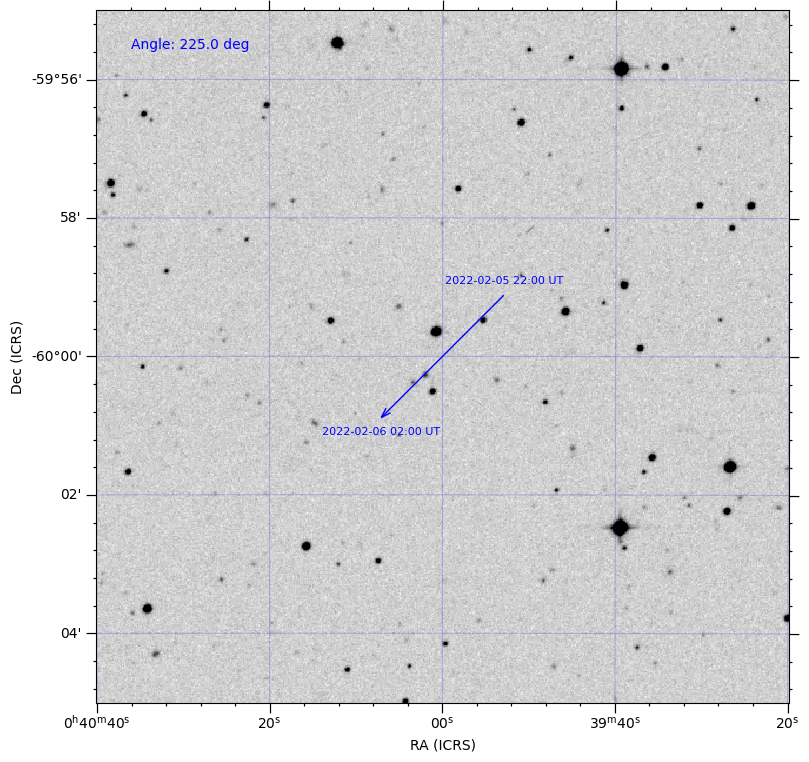 Angle: 225.0 deg
-59°56'
58'
2022-02-05 22:00 UT
-60°00'
2022-02-06 02:00 UT
02'
04'
0ʰ40ᵐ40ˢ 20ˢ 00ˢ 39ᵐ40ˢ 20ˢ
RA (ICRS)
Dec (ICRS)